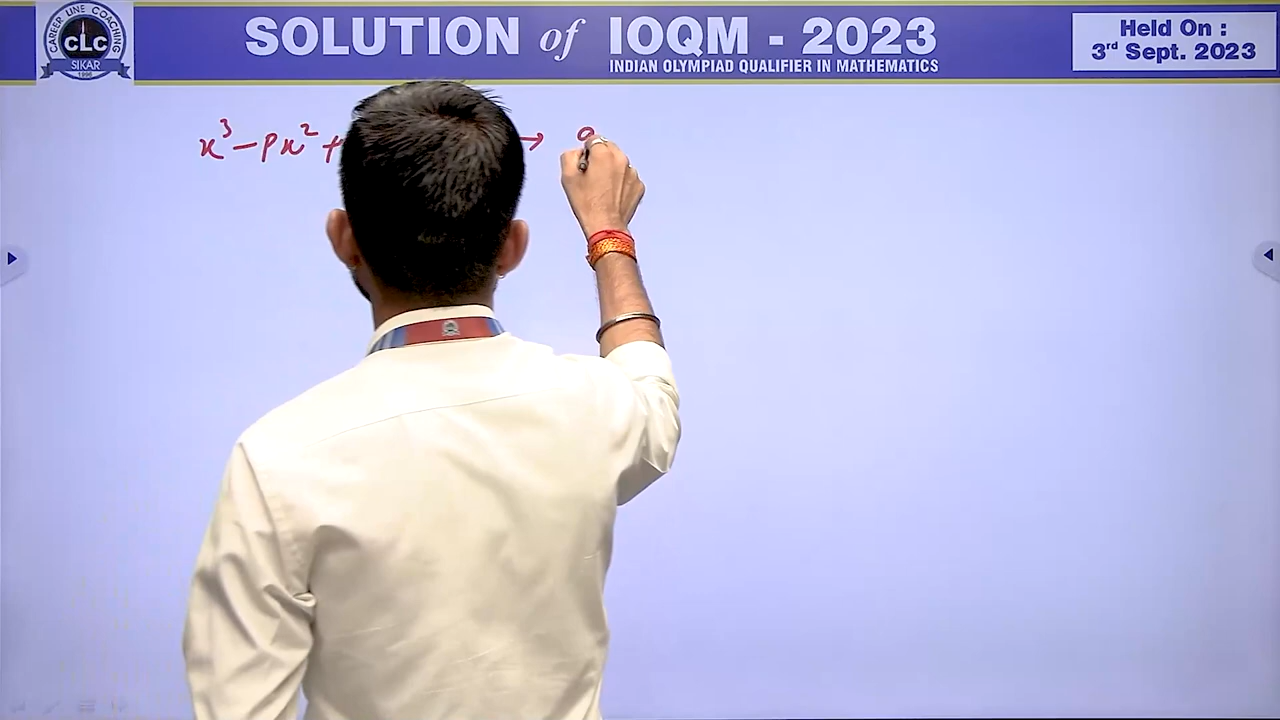 CAREER LINE COACHING
CLC
SIKAR
1996
SOLUTION of IOQM - 2023
INDIAN OLYMPIAD QUALIFIER IN MATHEMATICS
Held On :
3rd Sept. 2023
x³ - px² + →